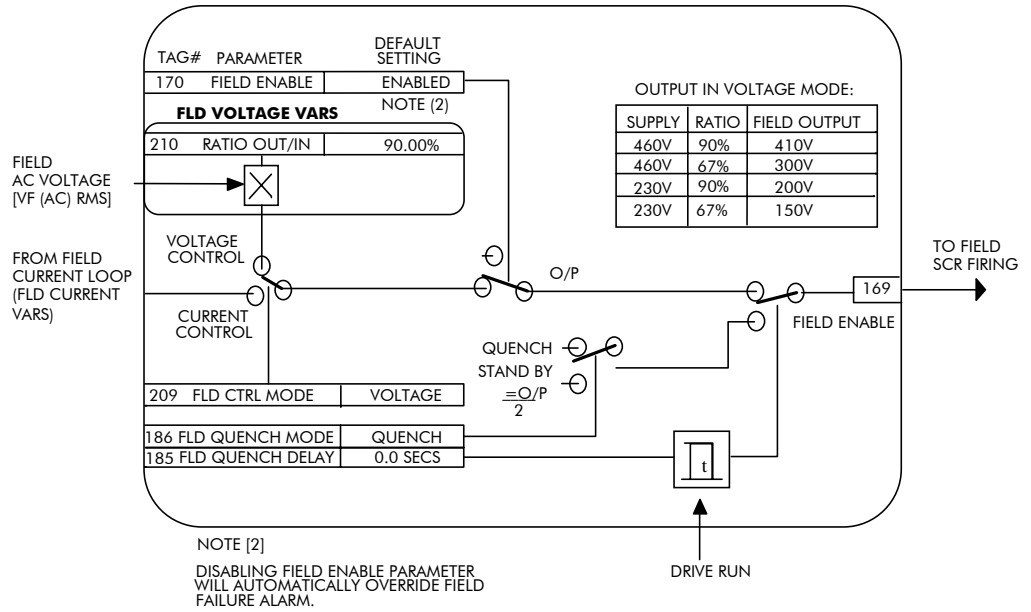 TAG# PARAMETER DEFAULT SETTING
170 FIELD ENABLE ENABLED
NOTE (2)
FLD VOLTAGE VARS
210 RATIO OUT/IN 90.00%
FIELD
AC VOLTAGE
[VF (AC) RMS]
OUTPUT IN VOLTAGE MODE:
SUPPLY RATIO FIELD OUTPUT
460V 90% 410V
460V 67% 300V
230V 90% 200V
230V 67% 150V
VOLTAGE
CONTROL
FROM FIELD
CURRENT LOOP
(FLD CURRENT
VARS)
CURRENT
CONTROL
O/P
TO FIELD
SCR FIRING
169
FIELD ENABLE
QUENCH
STAND BY
=O/P
2
209 FLD CTRL MODE VOLTAGE
186 FLD QUENCH MODE QUENCH
185 FLD QUENCH DELAY 0.0 SECS
t
DRIVE RUN
NOTE [2]
DISABLING FIELD ENABLE PARAMETER
WILL AUTOMATICALLY OVERRIDE FIELD
FAILURE ALARM.